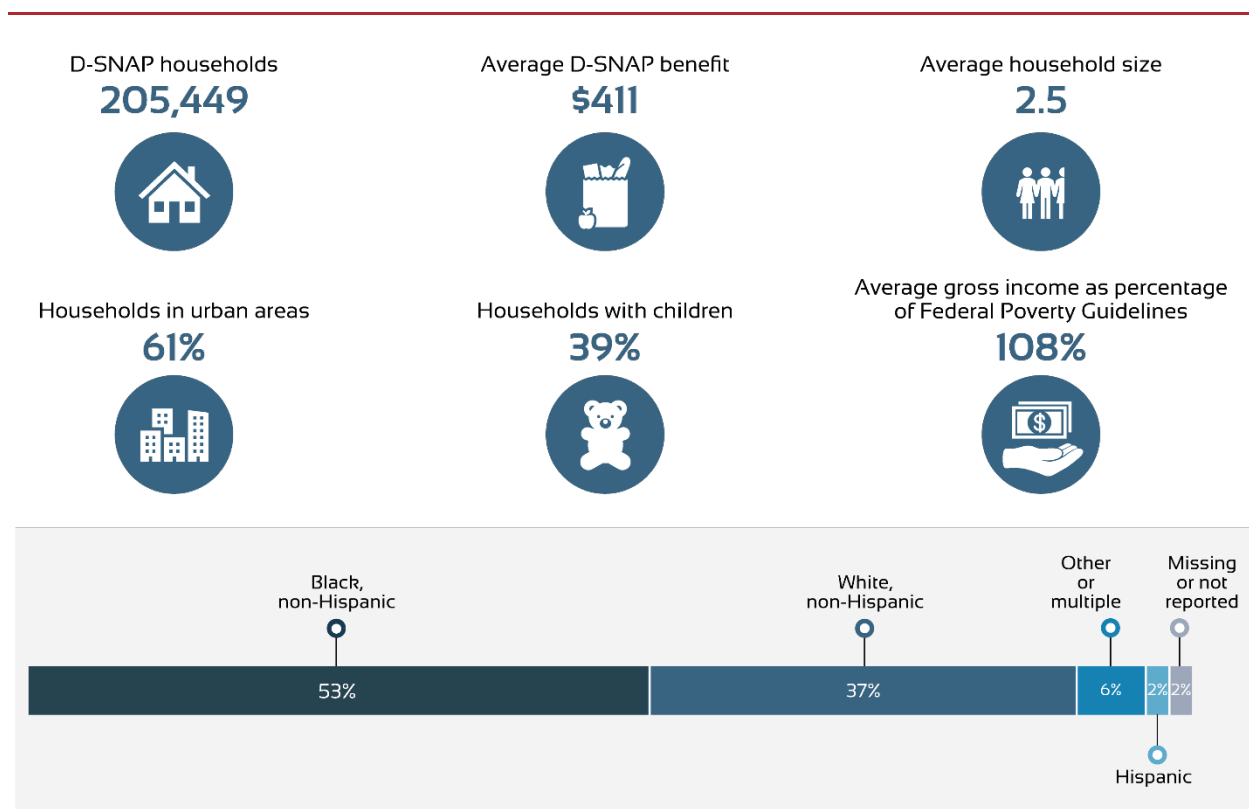 D-SNAP households
205,449
Average D-SNAP benefit
$411
Average household size
2.5
Households in urban areas
61%
Households with children
39%
Average gross income as percentage
of Federal Poverty Guidelines
108%
$
Black,
non-Hispanic
White,
non-Hispanic
Other
or
multiple
Missing
or not
reported
53%
37%
6%
2%
2%
Hispanic